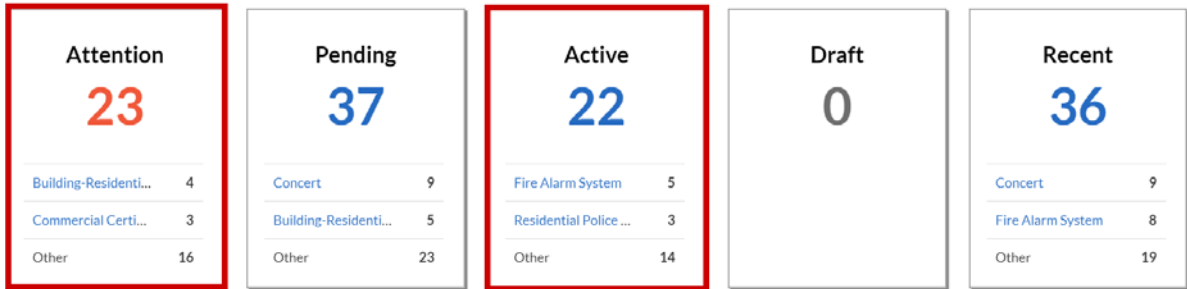 Attention
23
Building-Residenti... 4
Commercial Certi... 3
Other 16
Pending
37
Concert 9
Building-Residenti... 5
Other 23
Active
22
Fire Alarm System 5
Residential Police ... 3
Other 14
Draft
0
Recent
36
Concert 9
Fire Alarm System 8
Other 19